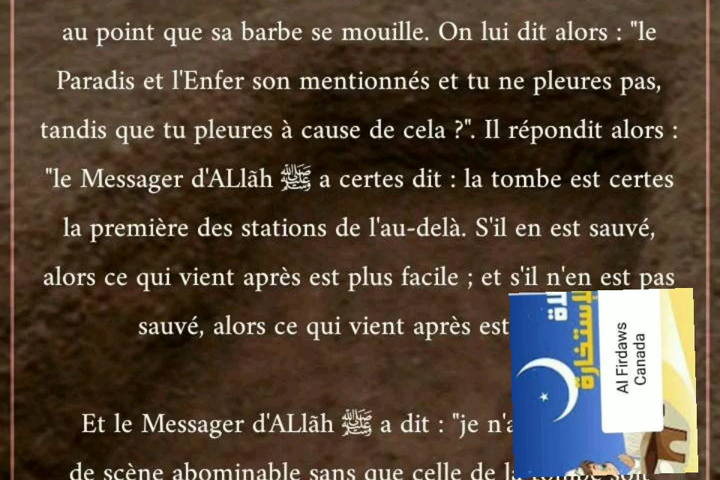 au point que sa barbe se mouille. On lui dit alors : "le
Paradis et l'Enfer son mentionnés et tu ne pleures pas,
tandis que tu pleures à cause de cela ?". Il répondit alors :
"le Messager d'ALlãh ﷺ a certes dit : la tombe est certes
la première des stations de l'au-delà. S'il en est sauvé,
alors ce qui vient après est plus facile ; et s'il n'en est pas
sauvé, alors ce qui vient après est
Et le Messager d'ALlãh ﷺ a dit : "je n'a
de scène abominable sans que celle de la tombe soit
الإستخارة
Al Firdaws
Canada